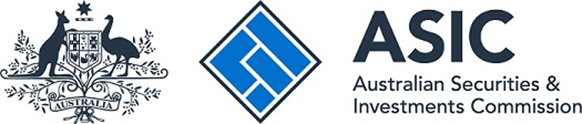 AUSTRALIA
ASIC
Australian Securities &
Investments Commission